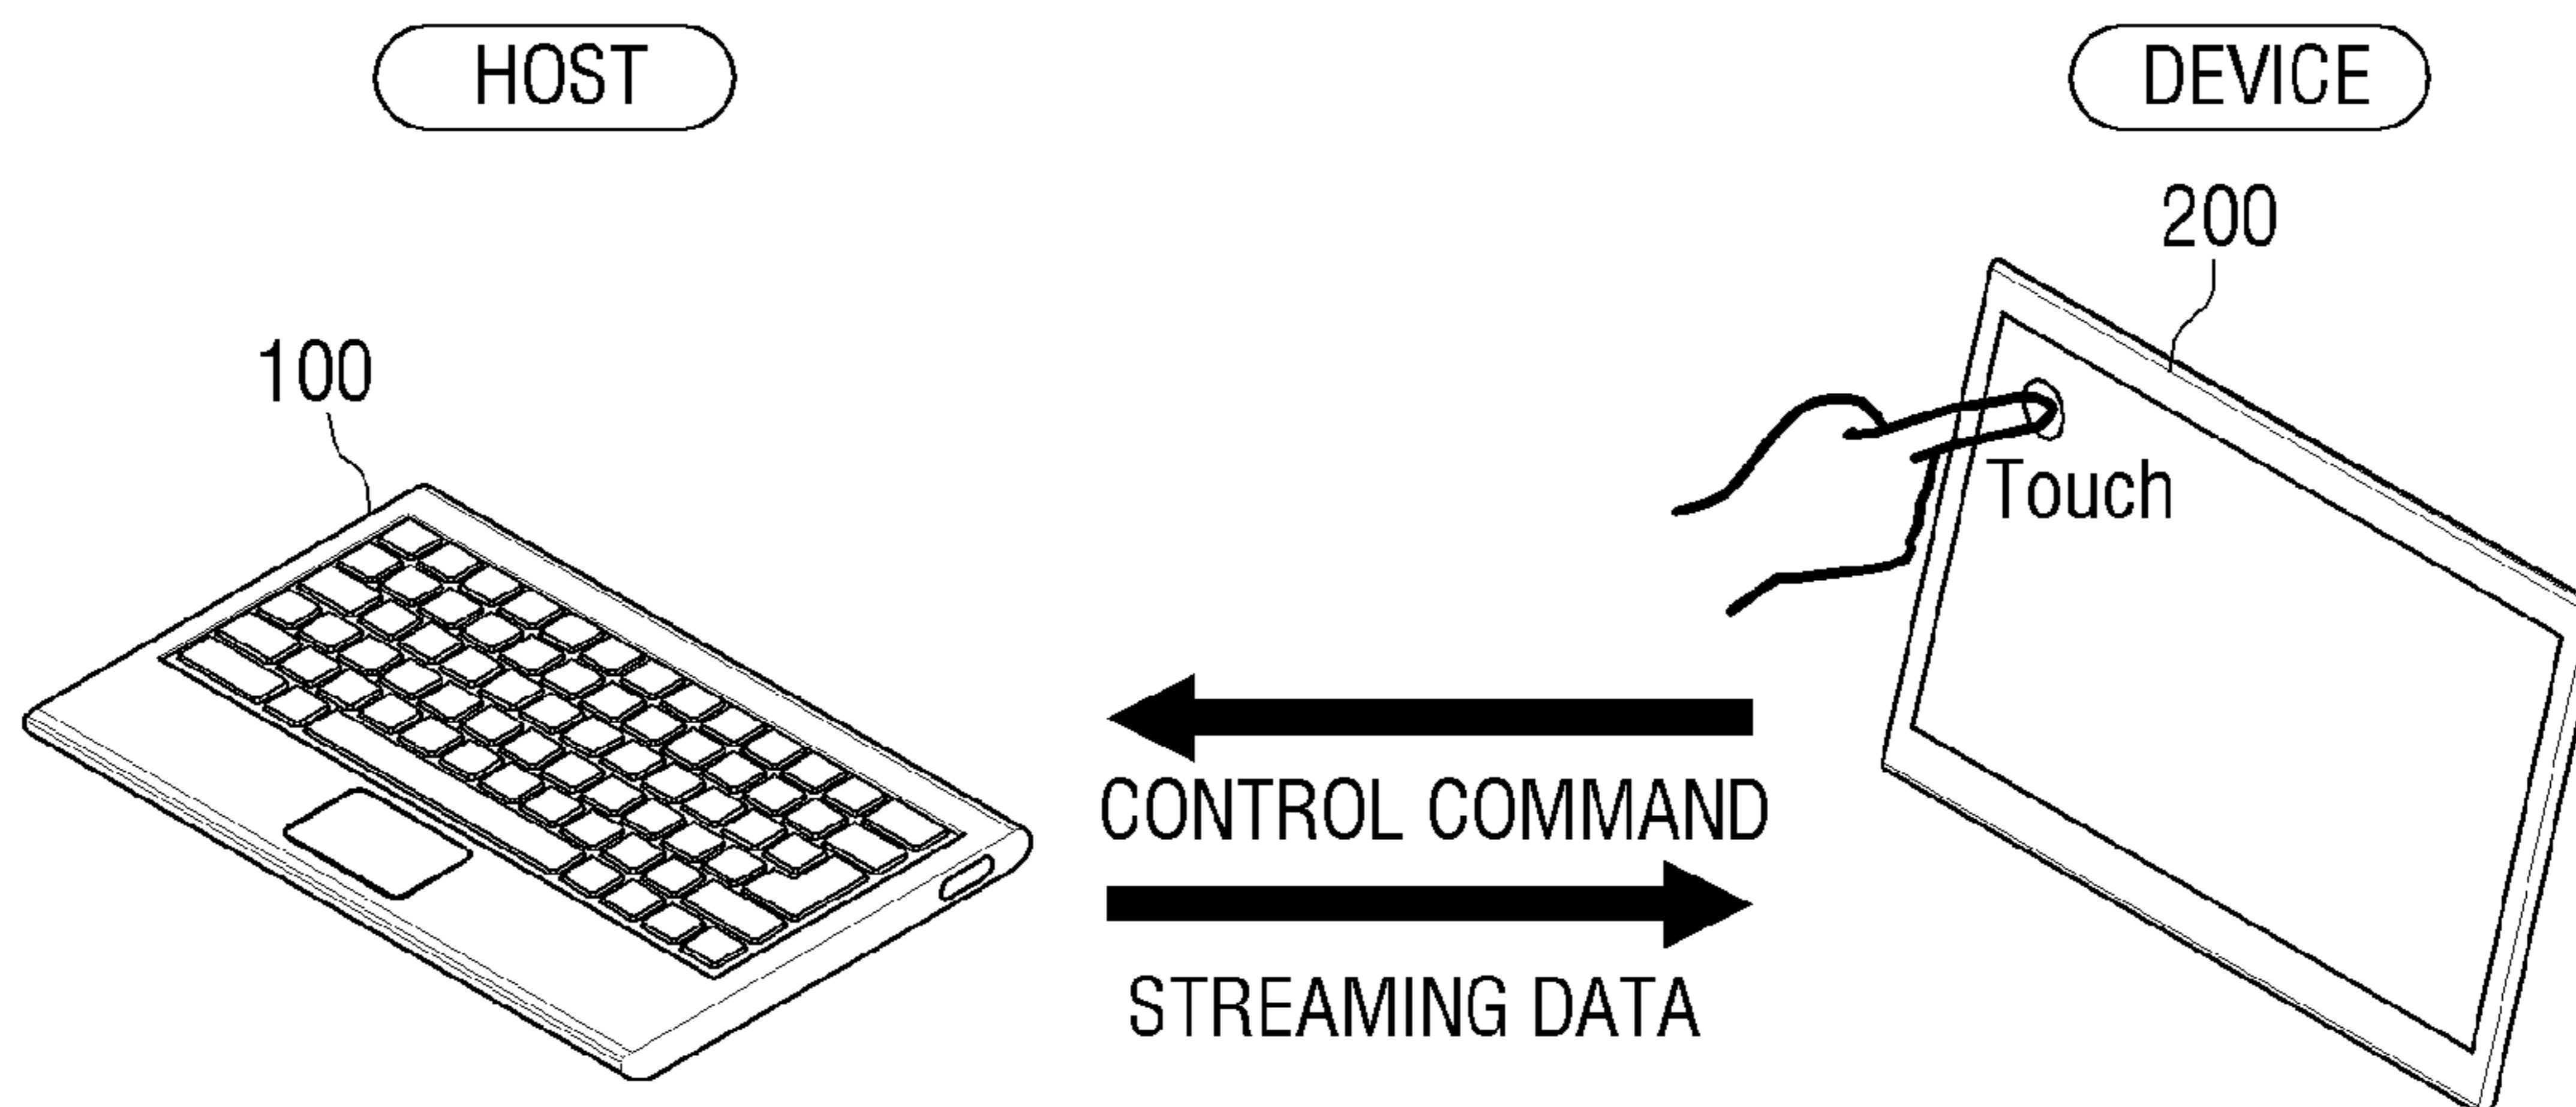 HOST
DEVICE
200
100
Touch
CONTROL COMMAND
STREAMING DATA